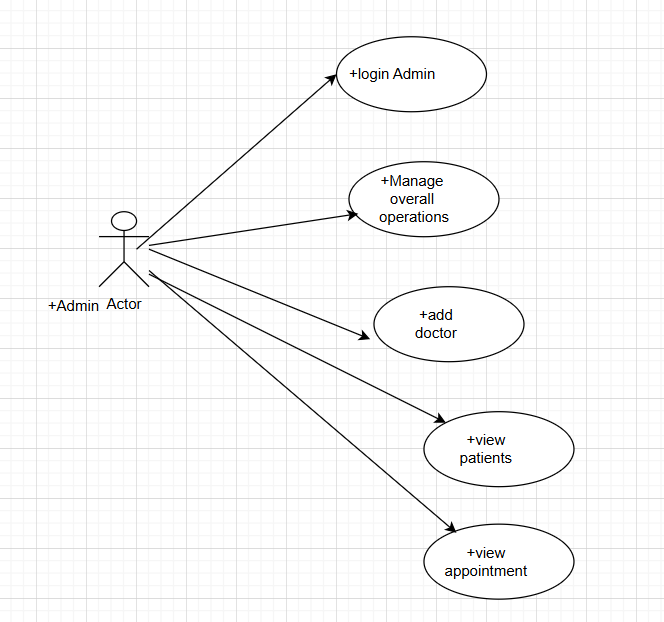 +login Admin
+Manage
overall
operations
+Admin Actor
+add
doctor
+view
patients
+view
appointment